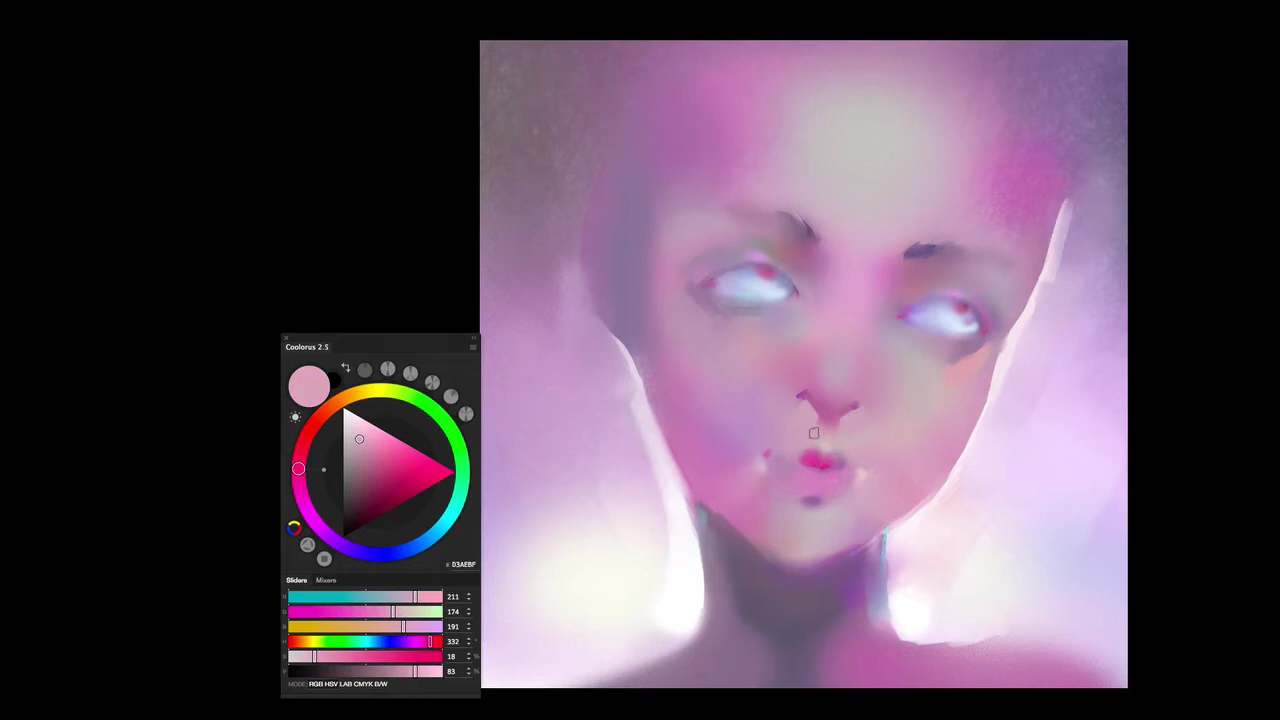 Coolorus 2.5
# D3AEBF
Sliders Mixers
R 211
G 174
B 191
H 332 °
S 18 %
V 83 %
MODE: RGB HSV LAB CMYK B/W